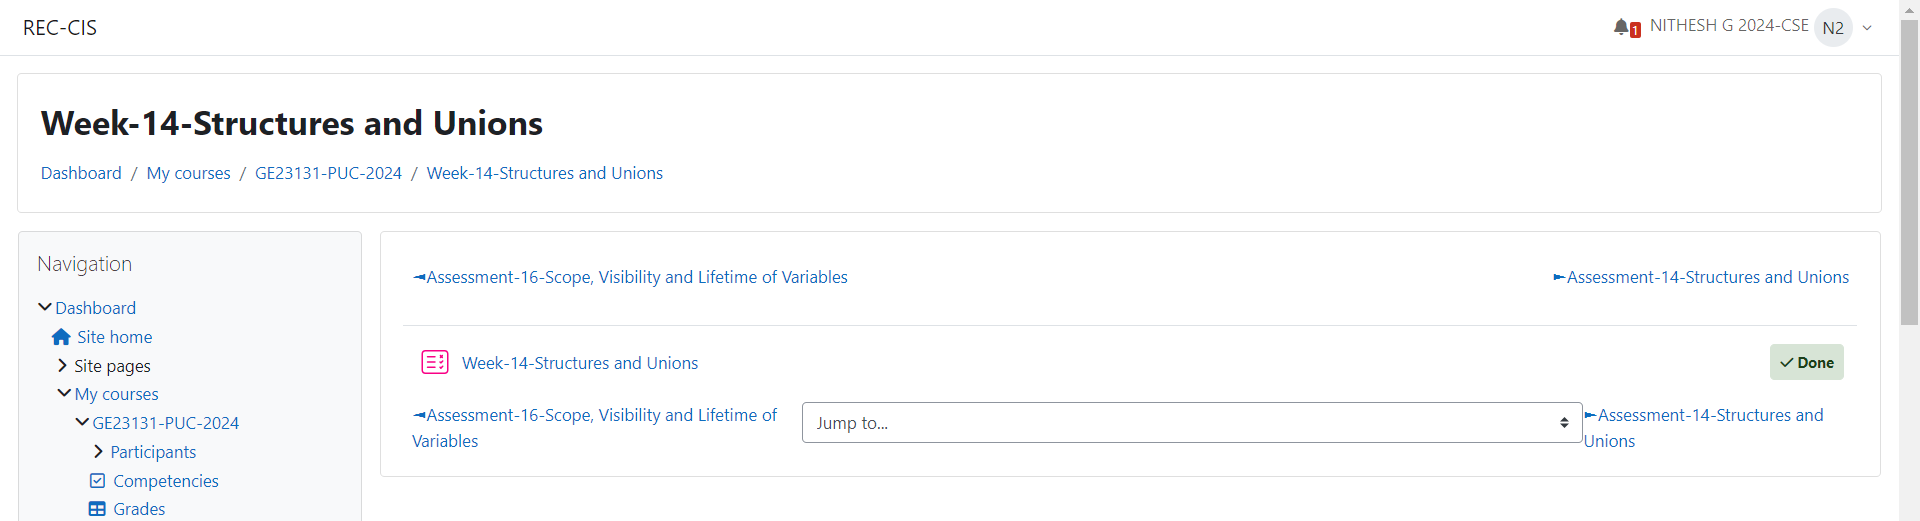 REC-CIS
1
NITHESH G 2024-CSE
N2
Week-14-Structures and Unions
Dashboard / My courses / GE23131-PUC-2024 / Week-14-Structures and Unions
Navigation
Dashboard
Site home
Site pages
My courses
GE23131-PUC-2024
Participants
Competencies
Grades
◄Assessment-16-Scope, Visibility and Lifetime of Variables
►Assessment-14-Structures and Unions
Week-14-Structures and Unions
Done
◄Assessment-16-Scope, Visibility and Lifetime of
Variables
Jump to...
►Assessment-14-Structures and
Unions